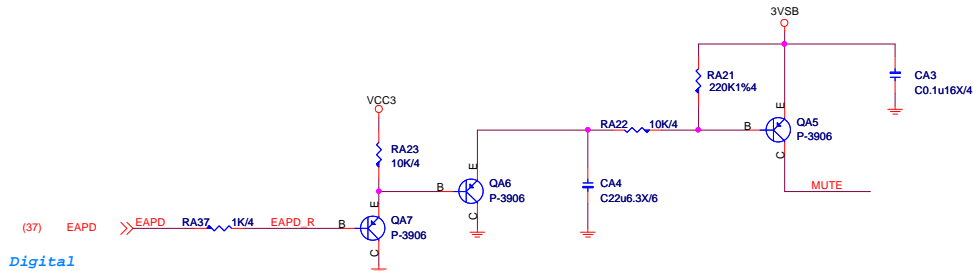 3VSB
RA21
220K1%4
CA3
C0.1u16X/4
VCC3
E
RA22 10K/4
B
QA5
P-3906
C
RA23
10K/4
E
B
QA6
P-3906
C
CA4
C22u6.3X/6
MUTE
E
(37) EAPD EAPD RA37 1K/4 EAPD_R B
QA7
P-3906
C
Digital